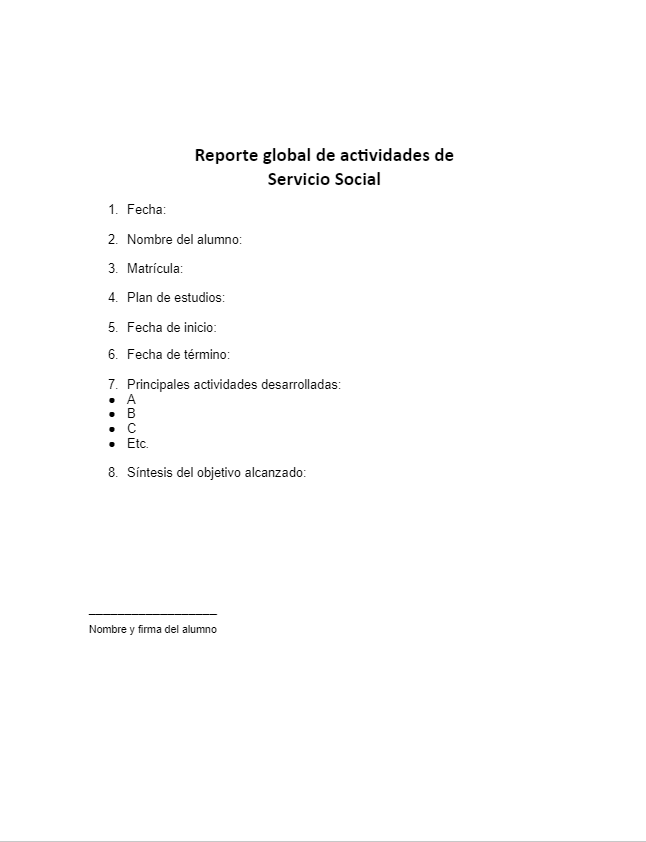 Reporte global de actividades de
Servicio Social
1. Fecha:
2. Nombre del alumno:
3. Matrícula:
4. Plan de estudios:
5. Fecha de inicio:
6. Fecha de término:
7. Principales actividades desarrolladas:
• A
• B
• C
• Etc.
8. Síntesis del objetivo alcanzado:
___________________
Nombre y firma del alumno